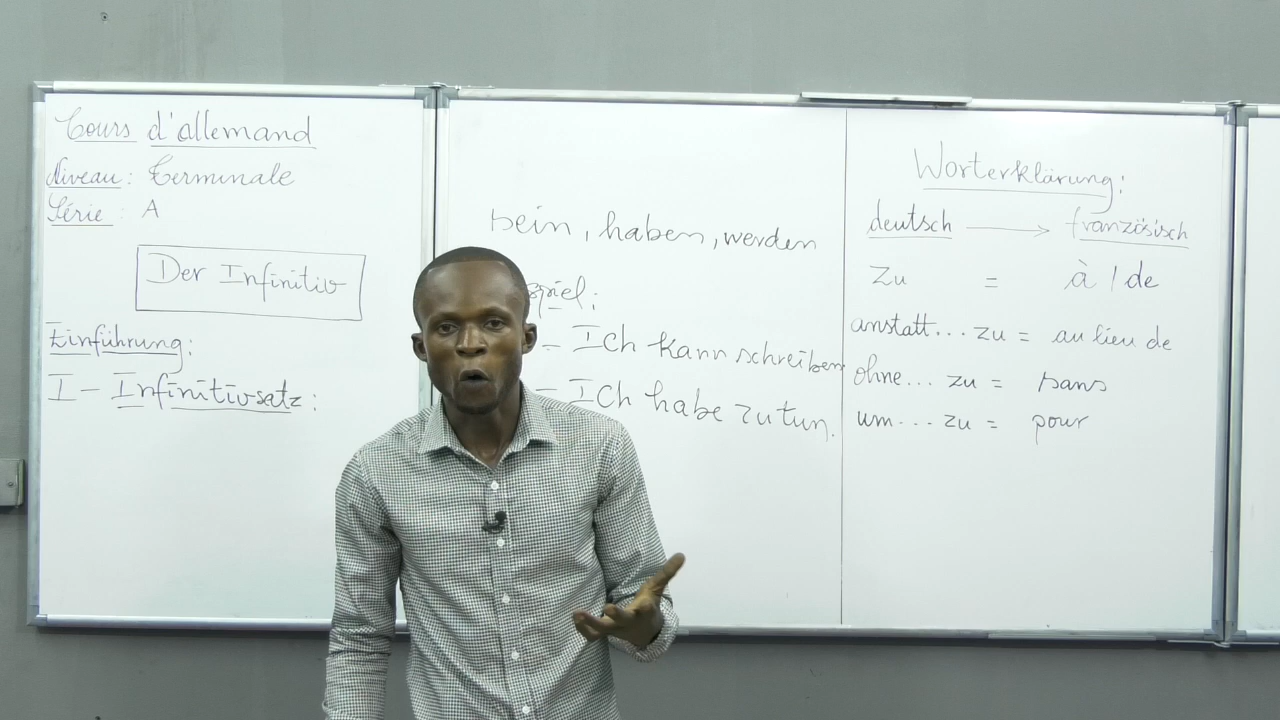 Cours d'allemand
Niveau : Terminale
Série : A
Der Infinitiv
Einführung :
I - Infinitivsatz :
sein, haben, werden
spiel :
- Ich kann schreiben
- Ich habe zu tun.
Worterklärung :
deutsch → französisch
Zu = à / de
anstatt... zu = au lieu de
ohne... zu = sans
um... zu = pour